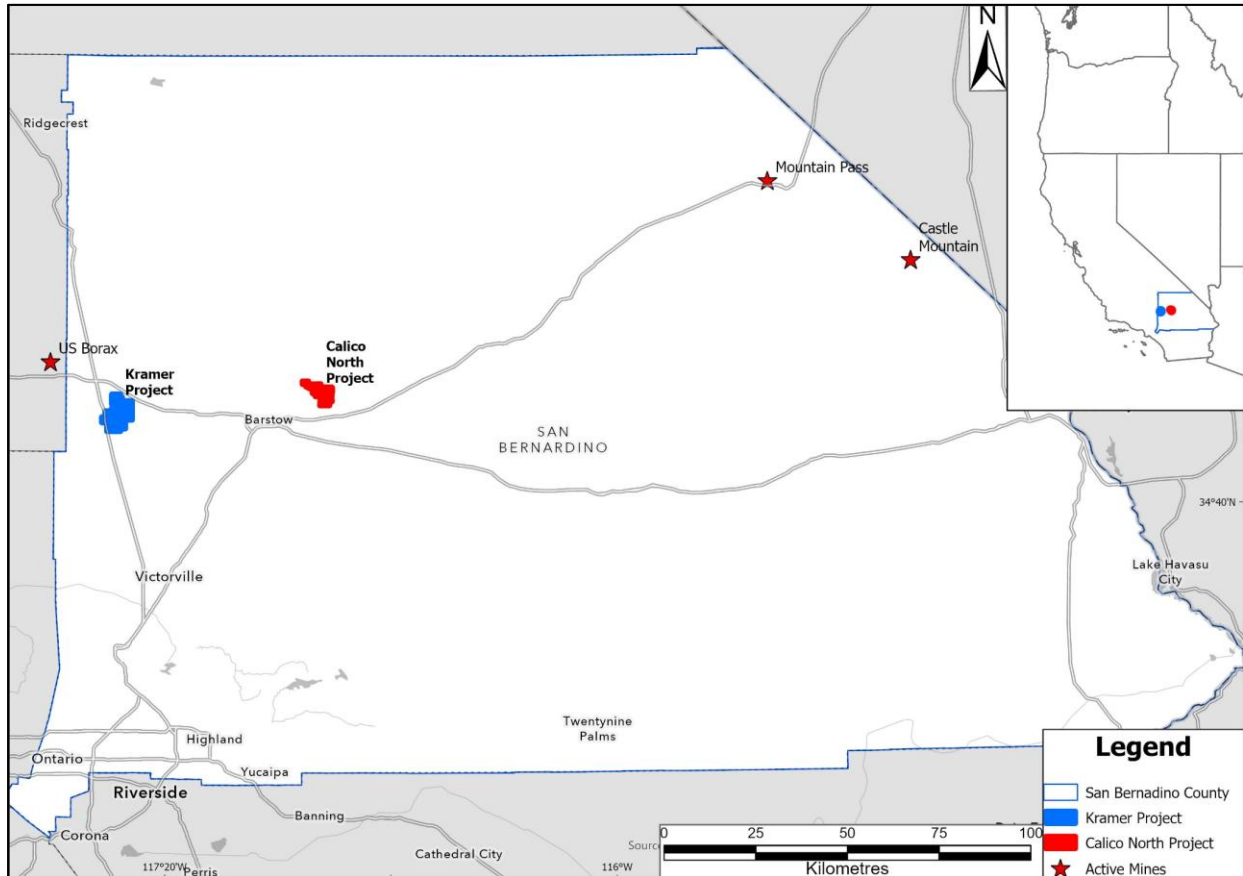 N
Ridgecrest
Mountain Pass
Castle
Mountain
US Borax
Kramer
Project
Calico
North
Project
Barstow
SAN
BERNARDINO
34°40'N
Victorville
Lake Havasu
City
Twentynine
Palms
Highland
Ontario
Yucaipa
Riverside
Banning
Corona
Cathedral City
117°20'W
Perris
116°W
Source
0 25 50 75 100
Kilometres
Legend
San Bernadino County
Kramer Project
Calico North Project
Active Mines